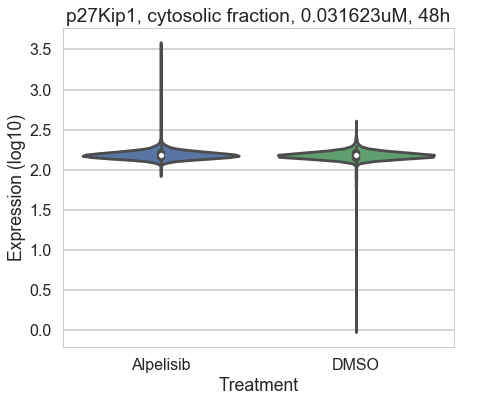 p27Kip1, cytosolic fraction, 0.031623uM, 48h
3.5
3.0
2.5
2.0
1.5
1.0
0.5
0.0
Expression (log10)
Alpelisib DMSO
Treatment